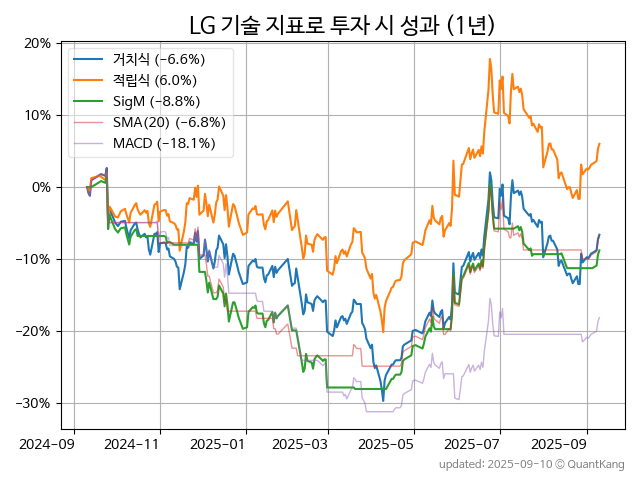 LG 기술 지표로 투자 시 성과 (1년)
거치식 (−6.6%)
적립식 (6.0%)
SigM (−8.8%)
SMA(20) (−6.8%)
MACD (−18.1%)
20%
10%
0%
−10%
−20%
−30%
2024-09 2024-11 2025-01 2025-03 2025-05 2025-07 2025-09
updated: 2025-09-10 ⓒ QuantKang